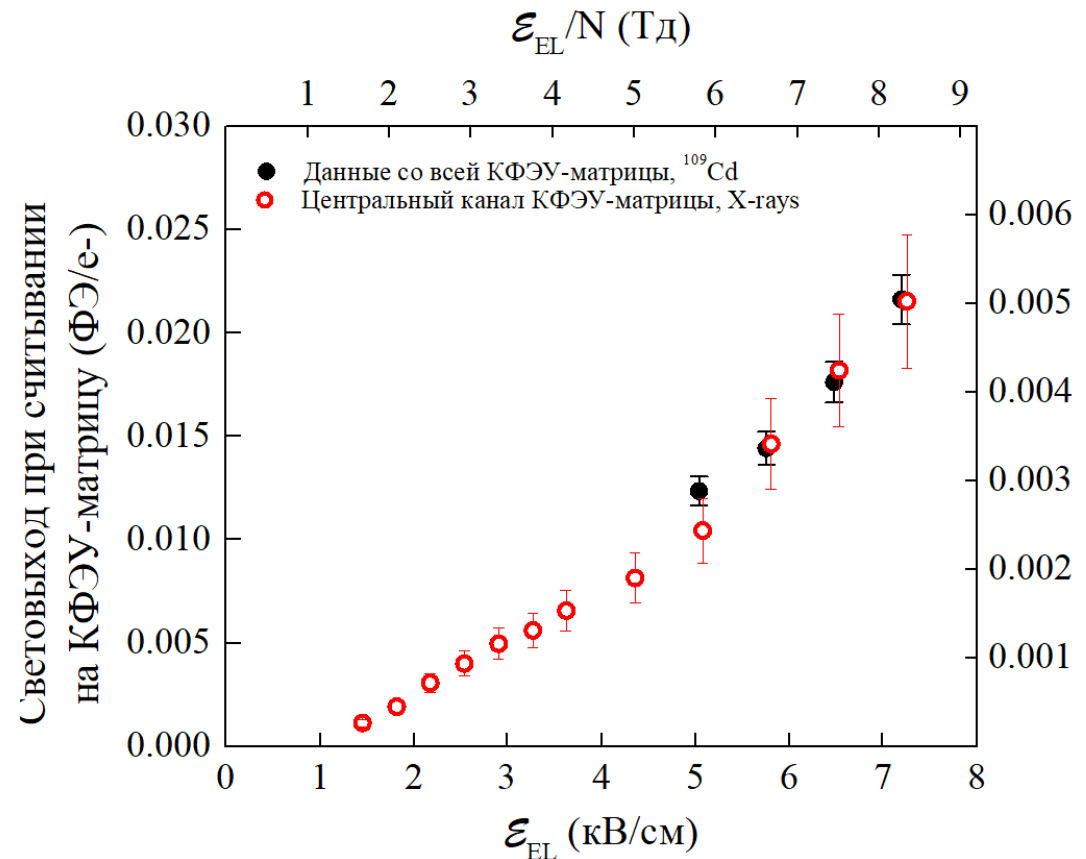 ℰEL/N (Тд)
1 2 3 4 5 6 7 8 9
Световыход при считывании
на КФЭУ-матрицу (ФЭ/е-)
0.030
0.025
0.020
0.015
0.010
0.005
0.000
Данные со всей КФЭУ-матрицы, ¹⁰⁹Cd
Центральный канал КФЭУ-матрицы, X-rays
0.006
0.005
0.004
0.003
0.002
0.001
0 1 2 3 4 5 6 7 8
ℰEL (кВ/см)